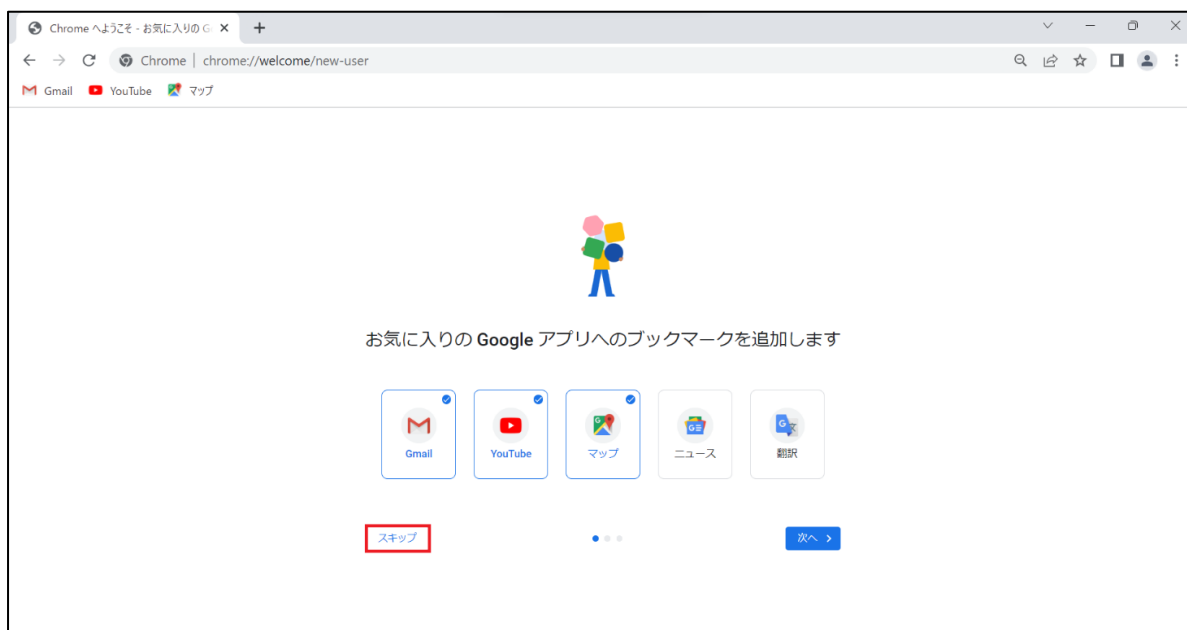 Chrome へようこそ - お気に入りの G
Chrome | chrome://welcome/new-user
Gmail YouTube マップ
お気に入りの Google アプリへのブックマークを追加します
Gmail YouTube マップ ニュース 翻訳
スキップ 次へ